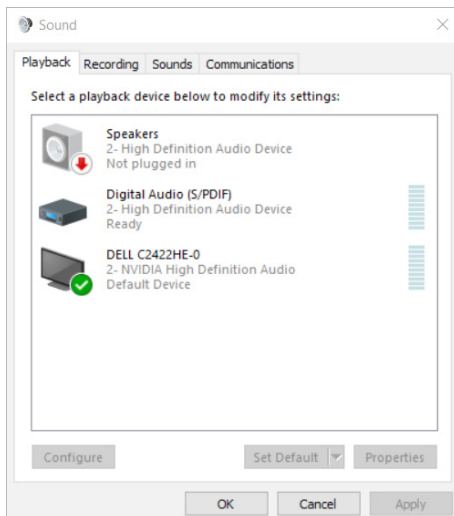 Sound
Playback Recording Sounds Communications
Select a playback device below to modify its settings:
Speakers
2- High Definition Audio Device
Not plugged in
Digital Audio (S/PDIF)
2- High Definition Audio Device
Ready
DELL C2422HE-0
2- NVIDIA High Definition Audio
Default Device
Configure Set Default Properties
OK Cancel Apply